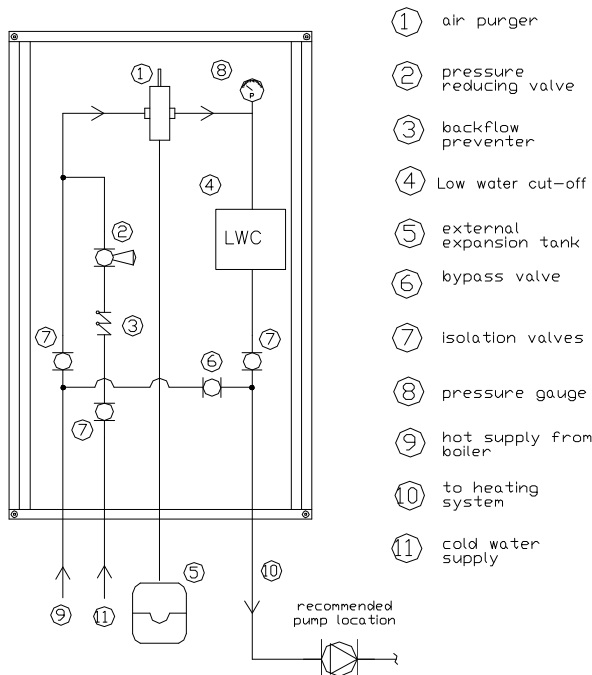 1 air purger
2 pressure
reducing valve
3 backflow
preventer
4 Low water cut-off
5 external
expansion tank
6 bypass valve
7 isolation valves
8 pressure gauge
9 hot supply from
boiler
10 to heating
system
11 cold water
supply
1
8
P
4
LWC
2
3
7
7
6
7
5
10
9
11
recommended
pump location